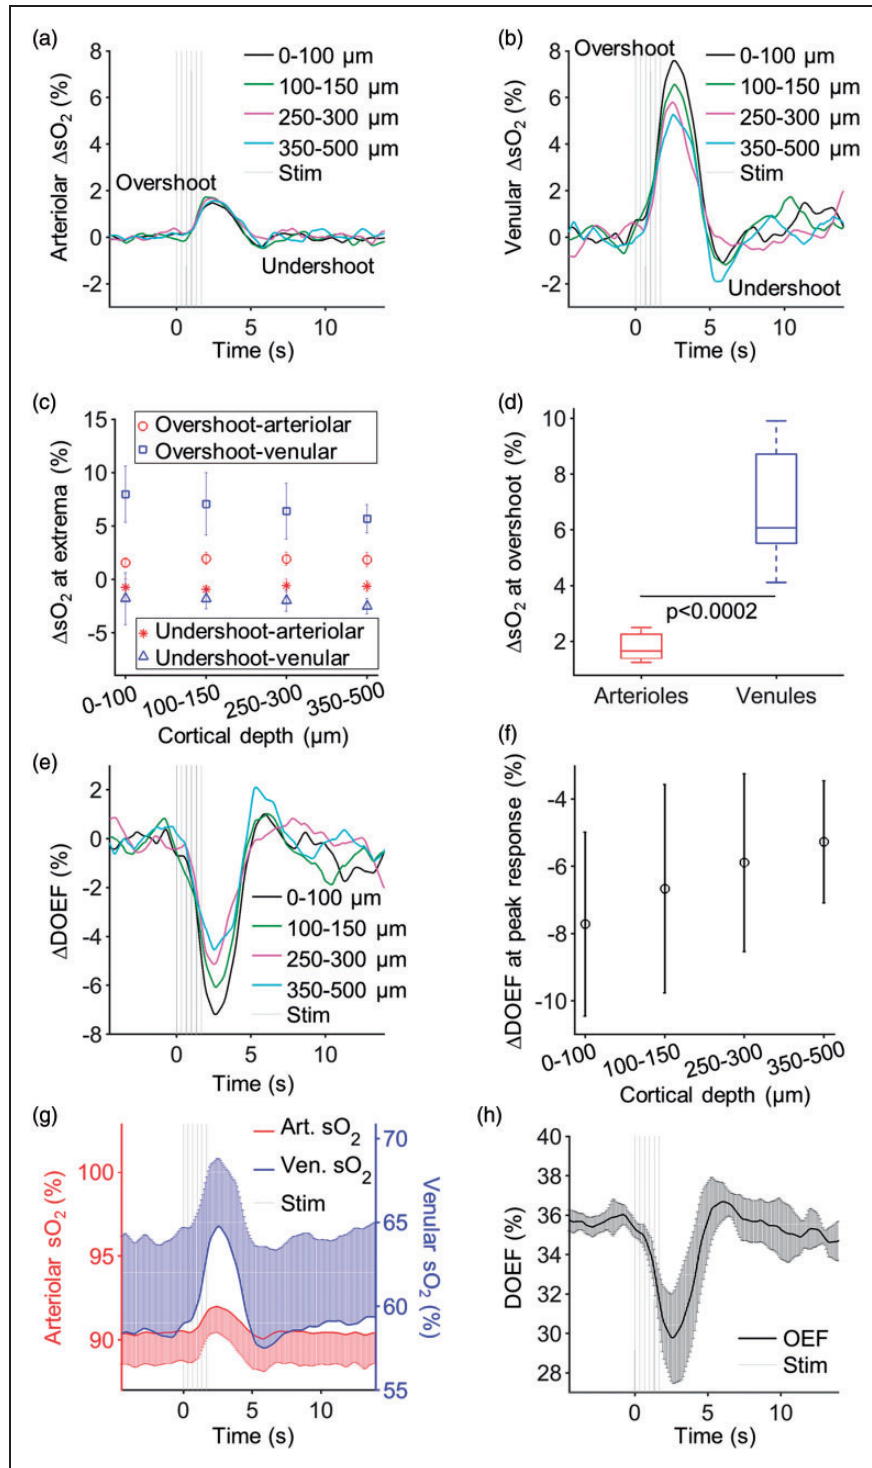 (a)
8
6
4
2
0
-2
Arteriolar ΔsO2 (%)
0-100 µm
100-150 µm
250-300 µm
350-500 µm
Stim
Overshoot
Undershoot
0 5 10
Time (s)
(b)
8
6
4
2
0
-2
Venular ΔsO2 (%)
Overshoot
0-100 µm
100-150 µm
250-300 µm
350-500 µm
Stim
Undershoot
0 5 10
Time (s)
(c)
15
10
5
0
-5
ΔsO2 at extrema (%)
Overshoot-arteriolar
Overshoot-venular
Undershoot-arteriolar
Undershoot-venular
0-100 100-150 250-300 350-500
Cortical depth (µm)
(d)
10
8
6
4
2
ΔsO2 at overshoot (%)
p<0.0002
Arterioles Venules
(e)
2
0
-2
-4
-6
-8
ΔDOEF (%)
0-100 µm
100-150 µm
250-300 µm
350-500 µm
Stim
0 5 10
Time (s)
(f)
-4
-6
-8
-10
ΔDOEF at peak response (%)
0-100 100-150 250-300 350-500
Cortical depth (µm)
(g)
100
95
90
Arteriolar sO2 (%)
Art. sO2
Ven. sO2
Stim
70
65
60
55
Venular sO2 (%)
0 5 10
Time (s)
(h)
40
38
36
34
32
30
28
DOEF (%)
OEF
Stim
0 5 10
Time (s)